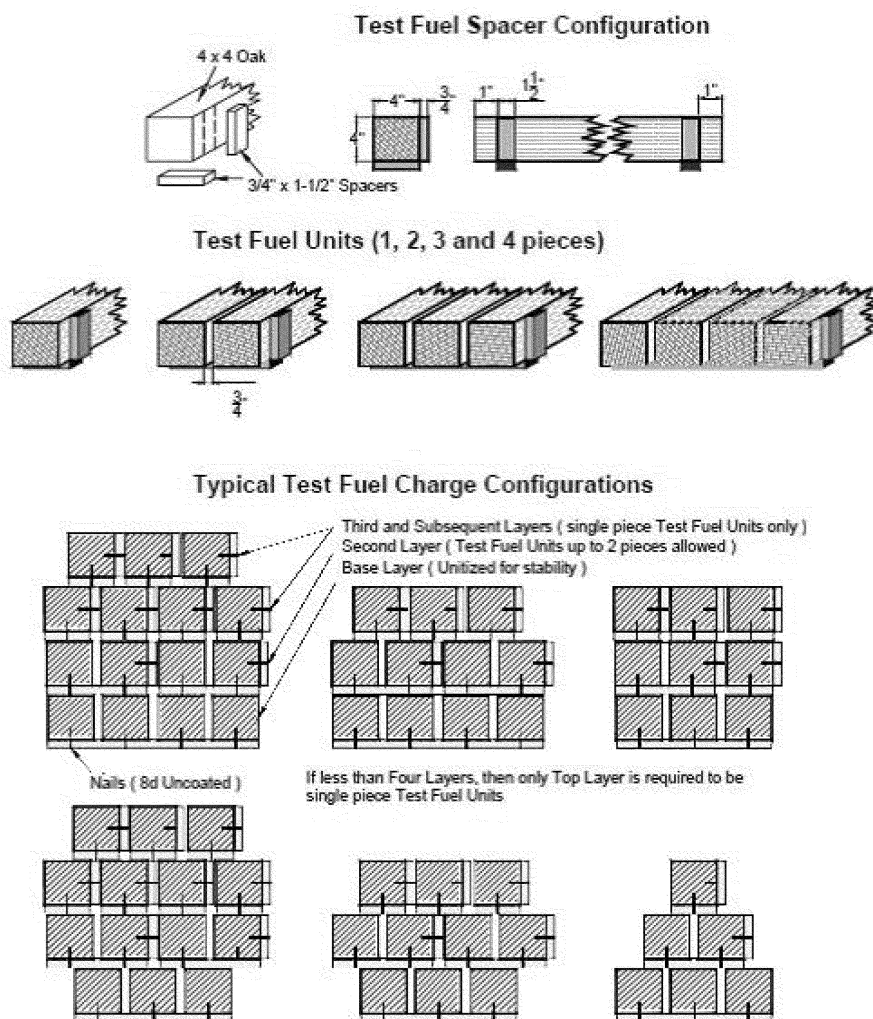 Test Fuel Spacer Configuration
4 x 4 Oak
4"
3/4
1"
1 1/2
1"
4"
3/4" x 1-1/2" Spacers
Test Fuel Units (1, 2, 3 and 4 pieces)
3/4
Typical Test Fuel Charge Configurations
Third and Subsequent Layers ( single piece Test Fuel Units only )
Second Layer ( Test Fuel Units up to 2 pieces allowed )
Base Layer ( Unitized for stability )
Nails ( 8d Uncoated )
If less than Four Layers, then only Top Layer is required to be
single piece Test Fuel Units